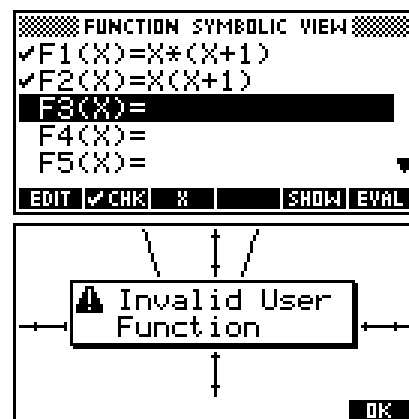 FUNCTION SYMBOLIC VIEW
✔F1(X)=X*(X+1)
✔F2(X)=X(X+1)
F3(X)=
F4(X)=
F5(X)=
EDIT ✔CHK X SHOW EVAL
Invalid User
Function
OK